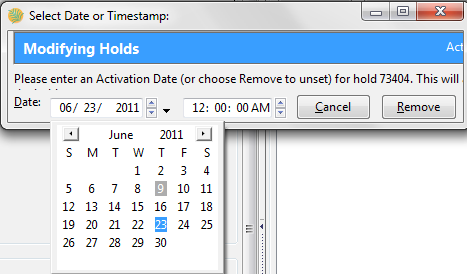 Select Date or Timestamp:
Modifying Holds Act
Please enter an Activation Date (or choose Remove to unset) for hold 73404. This will
Date: 06/ 23/ 2011 12: 00: 00 AM Cancel Remove
June 2011
S M T W T F S
1 2 3 4
5 6 7 8 9 10 11
12 13 14 15 16 17 18
19 20 21 22 23 24 25
26 27 28 29 30